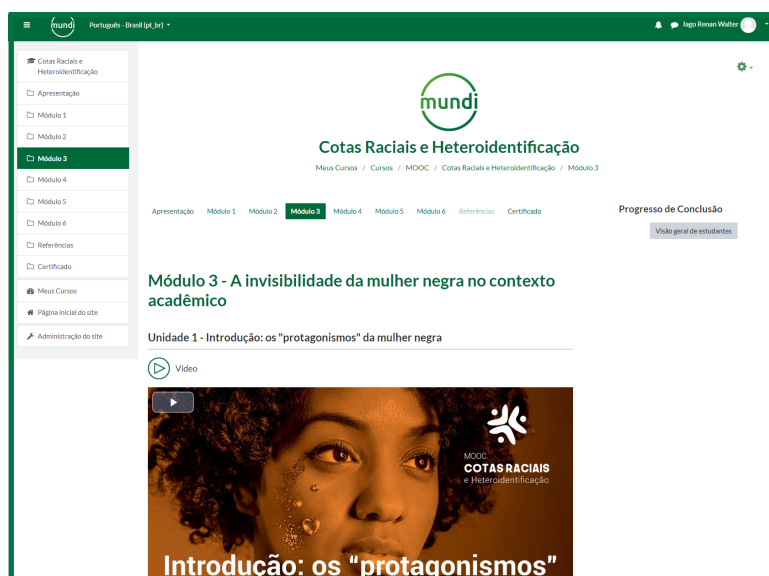 mundi
Português - Brasil (pt_br)
Iago Renan Walter
Cotas Raciais e
Heteroidentificação
Apresentação
Módulo 1
Módulo 2
Módulo 3
Módulo 4
Módulo 5
Módulo 6
Referências
Certificado
Meus Cursos
Página inicial do site
Administração do site
mundi
Cotas Raciais e Heteroidentificação
Meus Cursos / Cursos / MOOC / Cotas Raciais e Heteroidentificação / Módulo 3
Apresentação Módulo 1 Módulo 2 Módulo 3 Módulo 4 Módulo 5 Módulo 6 Referências Certificado
Progresso de Conclusão
Visão geral de estudantes
Módulo 3 - A invisibilidade da mulher negra no contexto
acadêmico
Unidade 1 - Introdução: os "protagonismos" da mulher negra
Vídeo
MOOC
COTAS RACIAIS
e Heteroidentificação
Introdução: os “protagonismos”